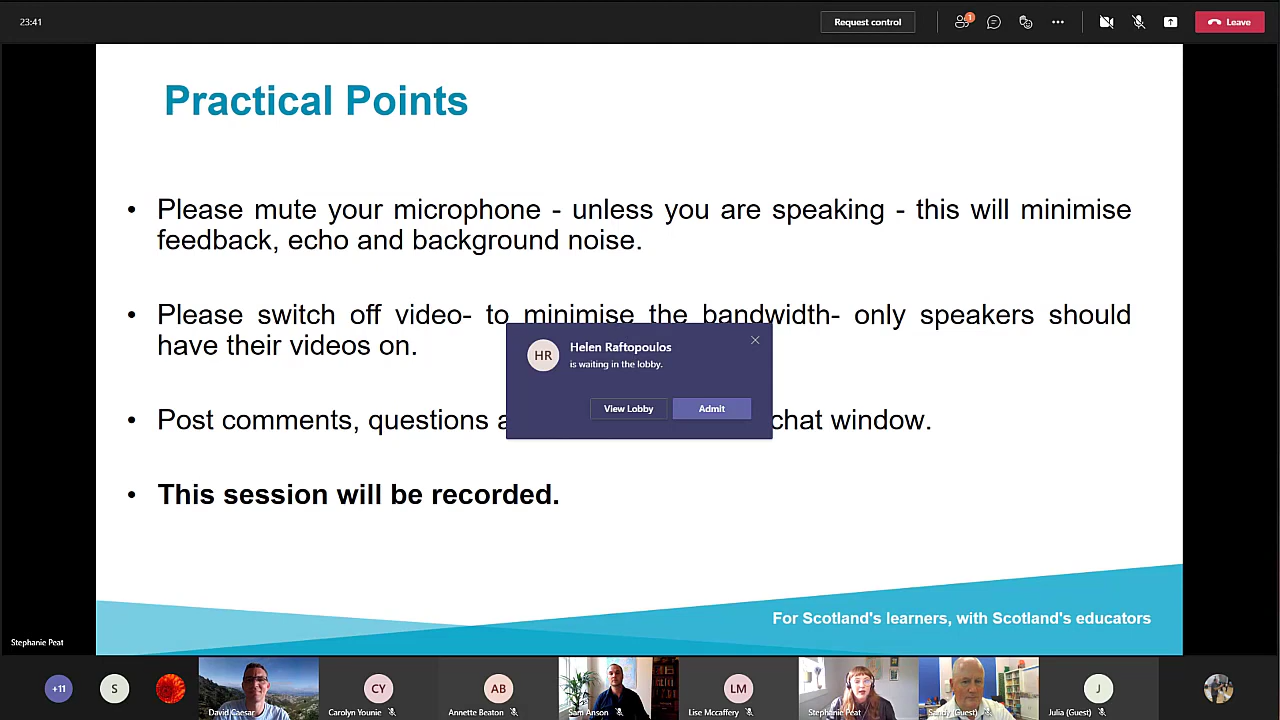 23:41
Request control
1
Leave
Practical Points
• Please mute your microphone - unless you are speaking - this will minimise
feedback, echo and background noise.
• Please switch off video- to minimise the bandwidth- only speakers should
have their videos on.
HR
Helen Raftopoulos
is waiting in the lobby.
View Lobby
Admit
• Post comments, questions
chat window.
• This session will be recorded.
For Scotland's learners, with Scotland's educators
Stephanie Peat
+11
S
David Caesar
CY
Carolyn Younie
AB
Annette Beaton
Sam Anson
LM
Lise Mccaffery
Stephanie Peat
Sandy (Guest)
J
Julia (Guest)